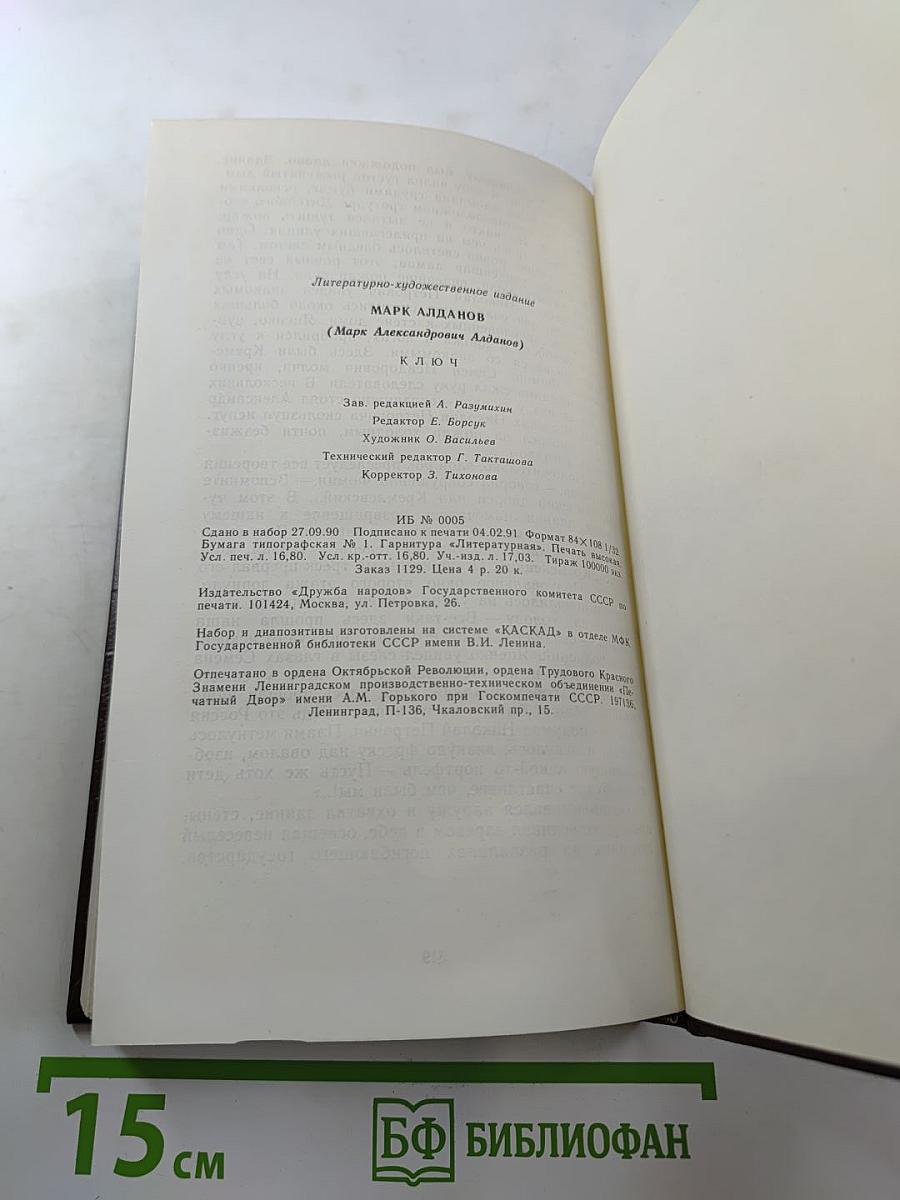 Литературно-художественное издание
МАРК АЛДАНОВ
(Марк Александрович Алданов)
КЛЮЧ
Зав. редакцией А. Разумихин
Редактор Е. Борсук
Художник О. Васильев
Технический редактор Г. Такташова
Корректор З. Тихонова
ИБ № 0005
Сдано в набор 27.09.90 Подписано к печати 04.02.91. Формат 84×108 1/32.
Бумага типографская № 1. Гарнитура «Литературная». Печать высокая.
Усл. печ. л. 16,80. Усл. кр.-отт. 16,80. Уч.-изд. л. 17,03. Тираж 100000 экз.
Заказ 1129. Цена 4 р. 20 к.
Издательство «Дружба народов» Государственного комитета СССР по
печати. 101424, Москва, ул. Петровка, 26.
Набор и диапозитивы изготовлены на системе «КАСКАД» в отделе МФК
Государственной библиотеки СССР имени В.И. Ленина.
Отпечатано в ордена Октябрьской Революции, ордена Трудового Красного
Знамени Ленинградском производственно-техническом объединении «Пе-
чатный Двор» имени А.М. Горького при Госкомпечати СССР. 197136,
Ленинград, П-136, Чкаловский пр., 15.
15 см
БФ БИБЛИОФАН